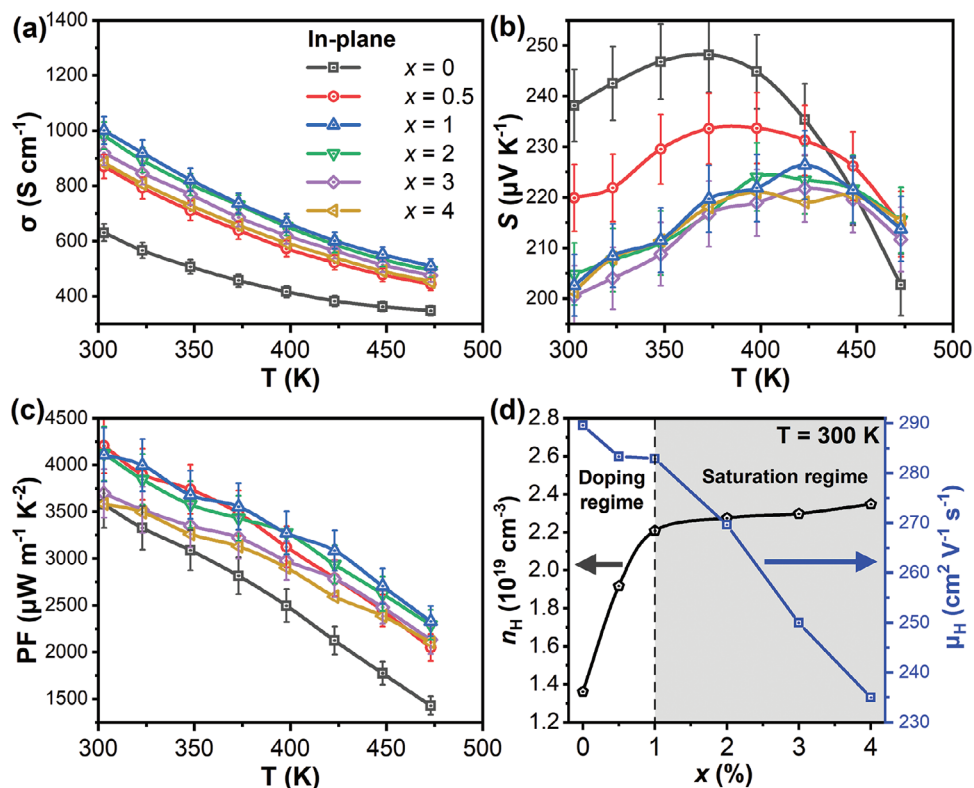 (a)
In-plane
x = 0
x = 0.5
x = 1
x = 2
x = 3
x = 4
1400
1200
1000
800
600
400
σ (S cm⁻¹)
300 350 400 450 500
T (K)
(b)
250
240
230
220
210
200
S (μV K⁻¹)
300 350 400 450 500
T (K)
(c)
4500
4000
3500
3000
2500
2000
1500
PF (μW m⁻¹ K⁻²)
300 350 400 450 500
T (K)
(d)
T = 300 K
Doping
regime
Saturation regime
2.8
2.6
2.4
2.2
2.0
1.8
1.6
1.4
1.2
n_H (10¹⁹ cm⁻³)
290
280
270
260
250
240
230
μ_H (cm² V⁻¹ s⁻¹)
0 1 2 3 4
x (%)